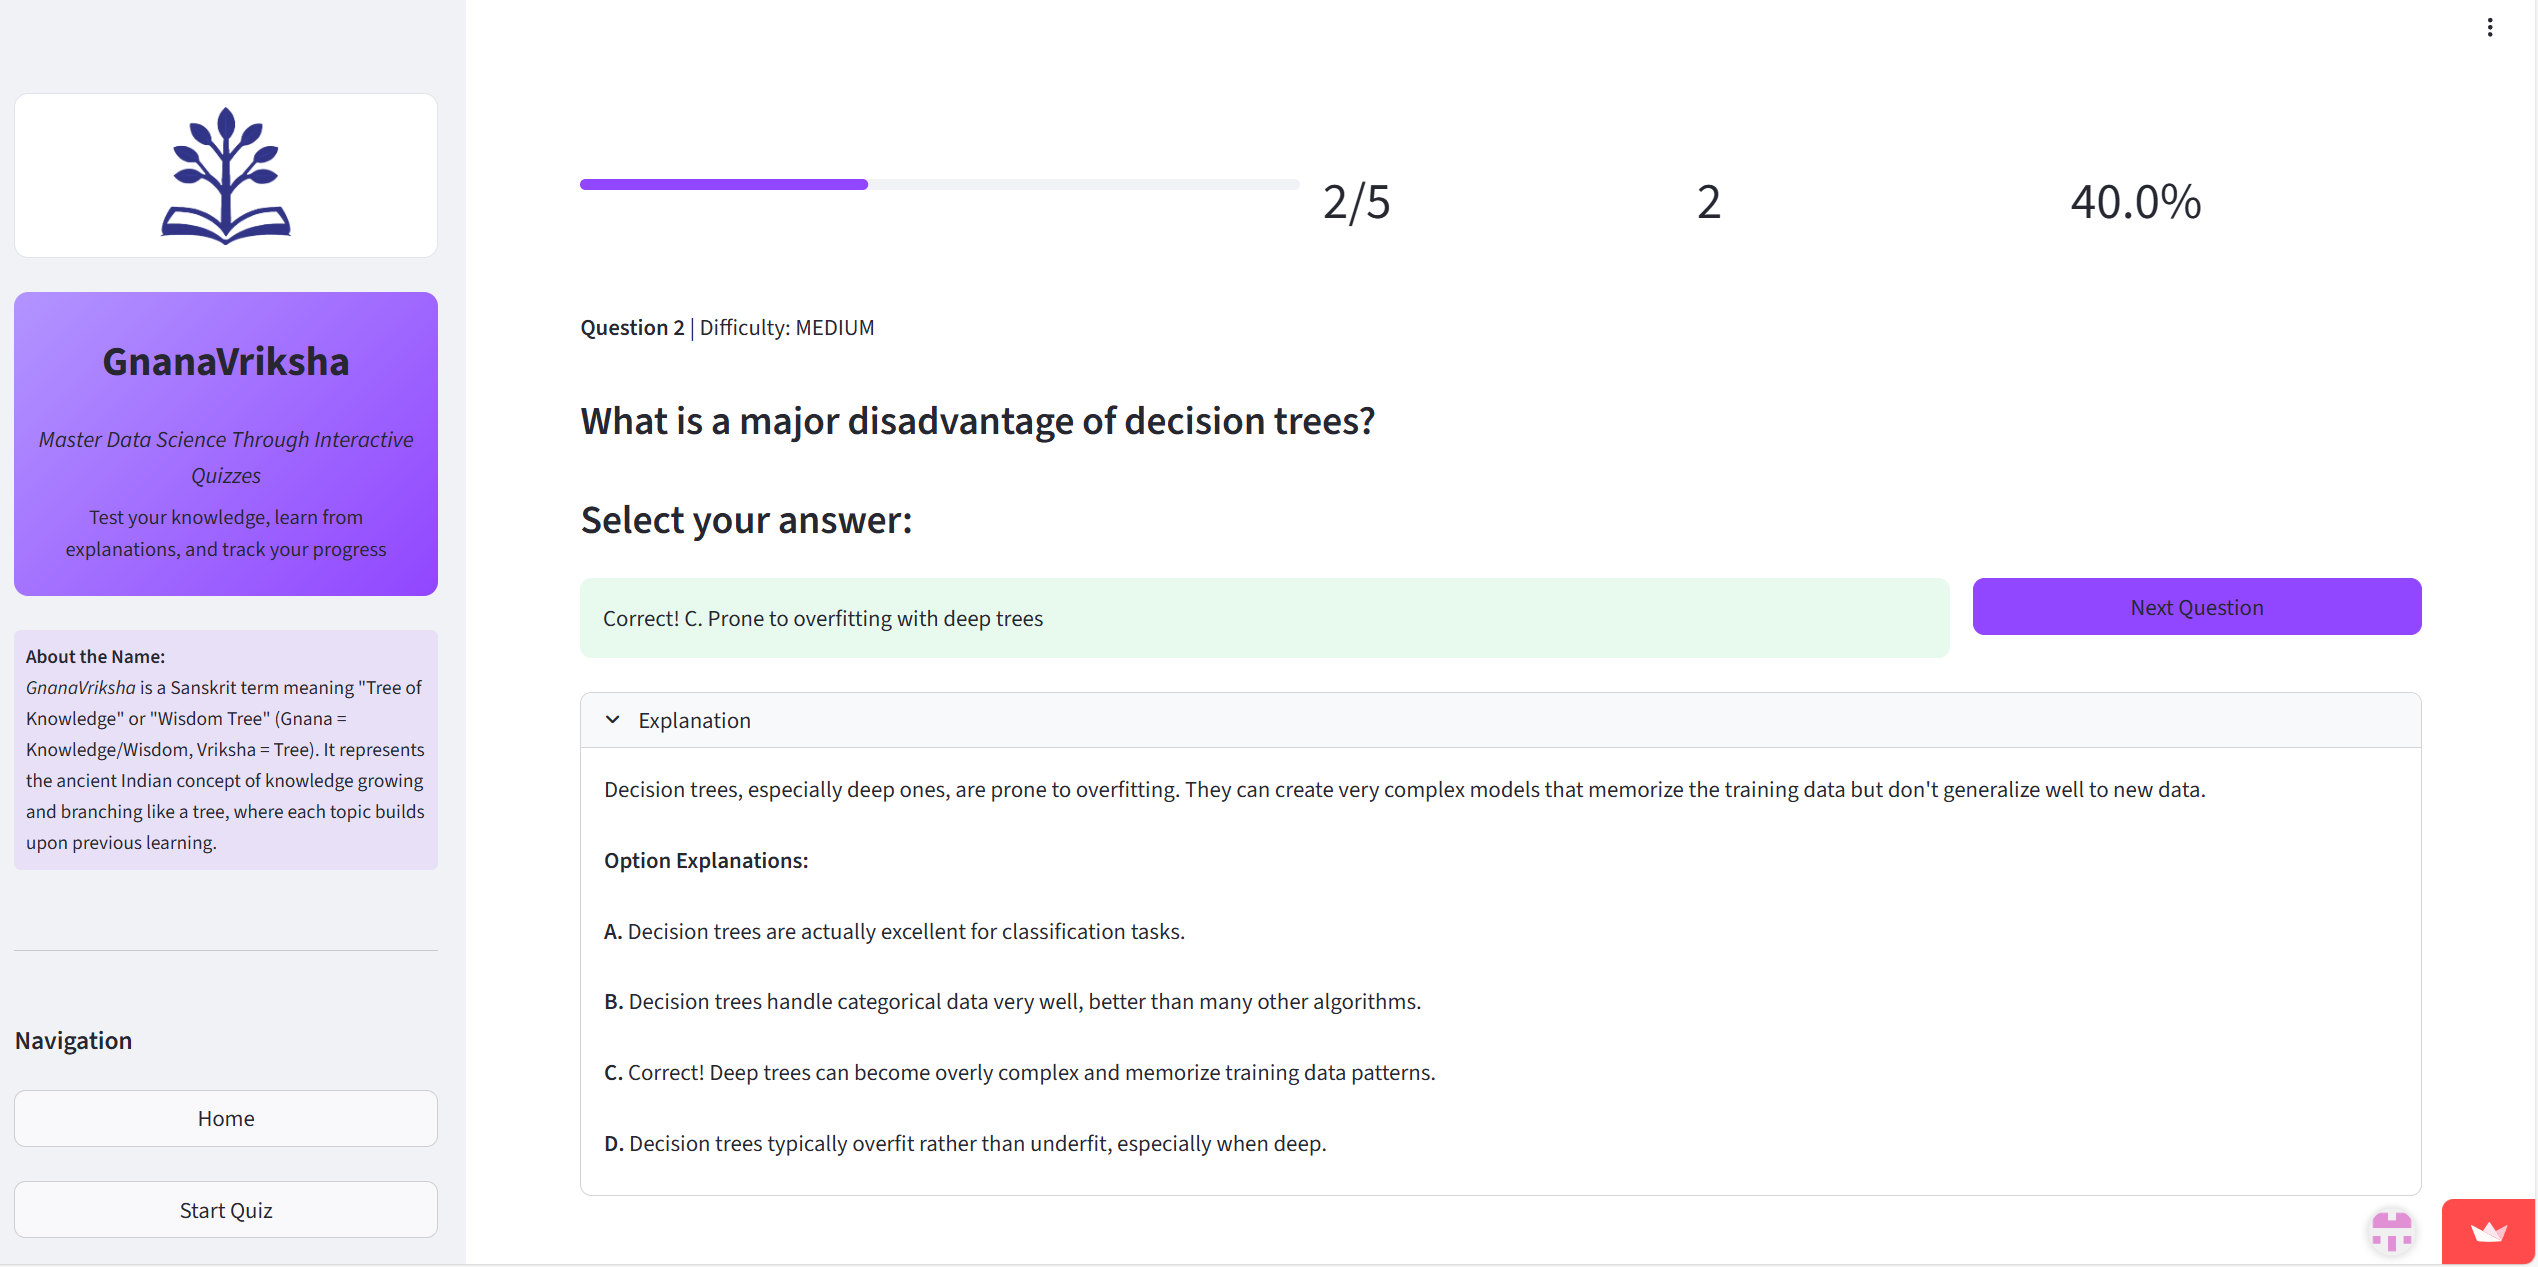 GnanaVriksha
Master Data Science Through Interactive
Quizzes
Test your knowledge, learn from
explanations, and track your progress
About the Name:
GnanaVriksha is a Sanskrit term meaning "Tree of
Knowledge" or "Wisdom Tree" (Gnana =
Knowledge/Wisdom, Vriksha = Tree). It represents
the ancient Indian concept of knowledge growing
and branching like a tree, where each topic builds
upon previous learning.
Navigation
Home
Start Quiz
2/5
2
40.0%
Question 2 | Difficulty: MEDIUM
What is a major disadvantage of decision trees?
Select your answer:
Correct! C. Prone to overfitting with deep trees
Next Question
Explanation
Decision trees, especially deep ones, are prone to overfitting. They can create very complex models that memorize the training data but don't generalize well to new data.
Option Explanations:
A. Decision trees are actually excellent for classification tasks.
B. Decision trees handle categorical data very well, better than many other algorithms.
C. Correct! Deep trees can become overly complex and memorize training data patterns.
D. Decision trees typically overfit rather than underfit, especially when deep.